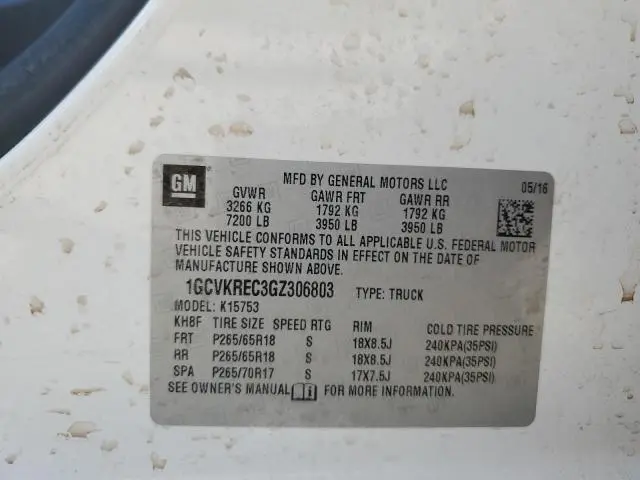 GM
MFD BY GENERAL MOTORS LLC 05/16
GVWR GAWR FRT GAWR RR
3266 KG 1792 KG 1792 KG
7200 LB 3950 LB 3950 LB
THIS VEHICLE CONFORMS TO ALL APPLICABLE U.S. FEDERAL MOTOR
VEHICLE SAFETY STANDARDS IN EFFECT ON THE DATE OF
MANUFACTURE SHOWN ABOVE.
1GCVKREC3GZ306803 TYPE: TRUCK
MODEL: K15753
KHBF TIRE SIZE SPEED RTG RIM COLD TIRE PRESSURE
FRT P265/65R18 S 18X8.5J 240KPA(35PSI)
RR P265/65R18 S 18X8.5J 240KPA(35PSI)
SPA P265/70R17 S 17X7.5J 240KPA(35PSI)
SEE OWNER'S MANUAL FOR MORE INFORMATION